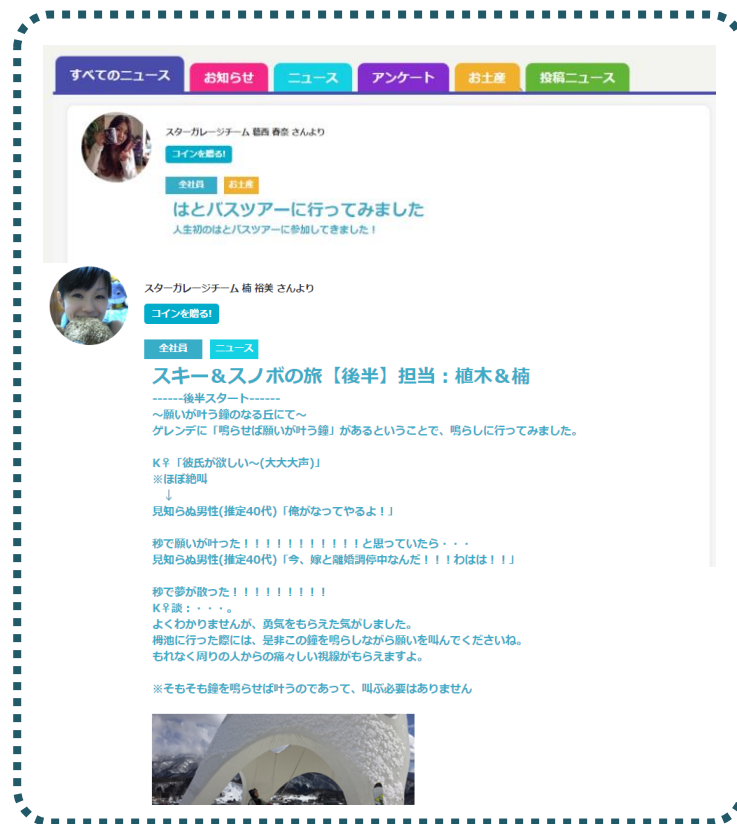 すべてのニュース
お知らせ
ニュース
アンケート
お土産
投稿ニュース
スターガレージチーム 葛西 春奈 さんより
コインを贈る!
全社員
お土産
はとバスツアーに行ってみました
人生初のはとバスツアーに参加してきました！
スターガレージチーム 楠 裕美 さんより
コインを贈る!
全社員
ニュース
スキー＆スノボの旅【後半】担当：植木＆楠
------後半スタート------
～願いが叶う鐘のなる丘にて～
ゲレンデに「鳴らせば願いが叶う鐘」があるということで、鳴らしに行ってみました。
K♀「彼氏が欲しい～(大大大声)」
※ほぼ絶叫
↓
見知らぬ男性(推定40代)「俺がなってやるよ！」
秒で願いが叶った！！！！！！！！！！！と思っていたら・・・
見知らぬ男性(推定40代)「今、嫁と離婚調停中なんだ！！！わはは！！」
秒で夢が散った！！！！！！！！！
K♀談：・・・。
よくわかりませんが、勇気をもらえた気がしました。
栂池に行った際には、是非この鐘を鳴らしながら願いを叫んでくださいね。
もれなく周りの人からの痛々しい視線がもらえますよ。
※そもそも鐘を鳴らせば叶うのであって、叫ぶ必要はありません